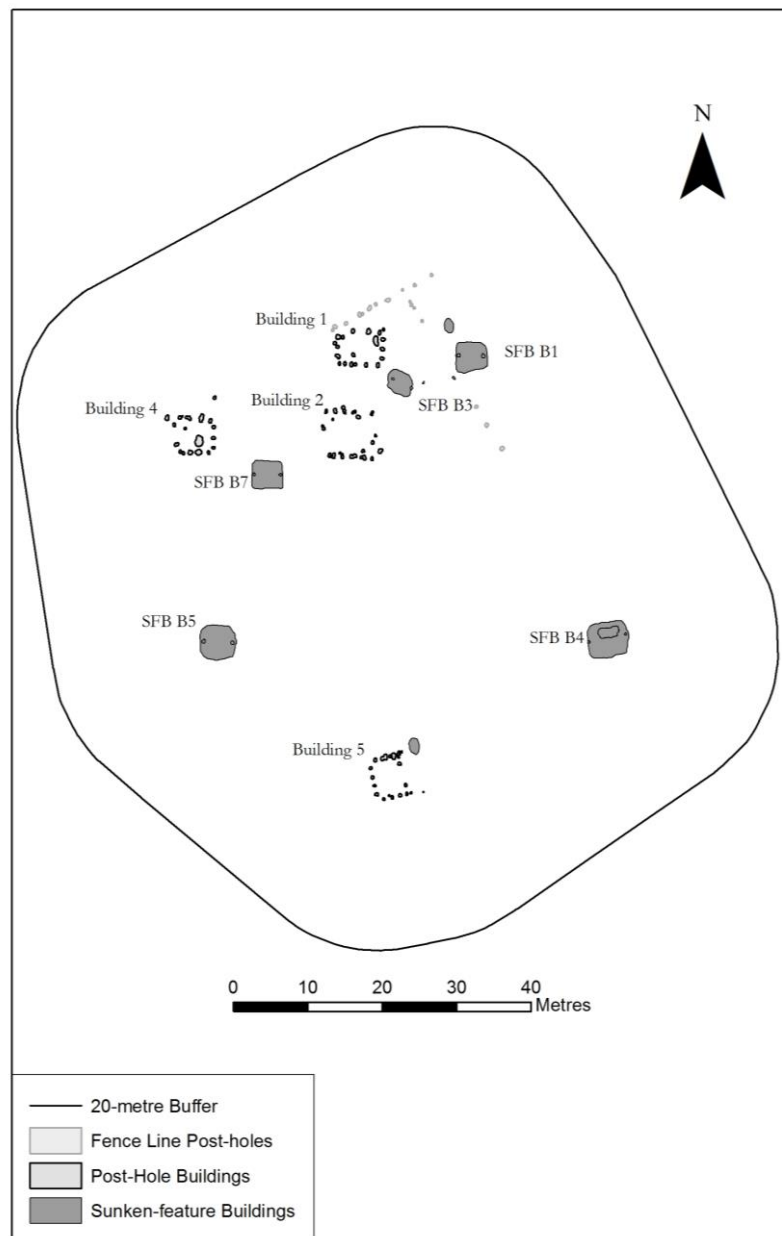 N
Building 1
SFB B1
Building 2
SFB B3
Building 4
SFB B7
SFB B5
SFB B4
Building 5
0 10 20 30 40
Metres
20-metre Buffer
Fence Line Post-holes
Post-Hole Buildings
Sunken-feature Buildings